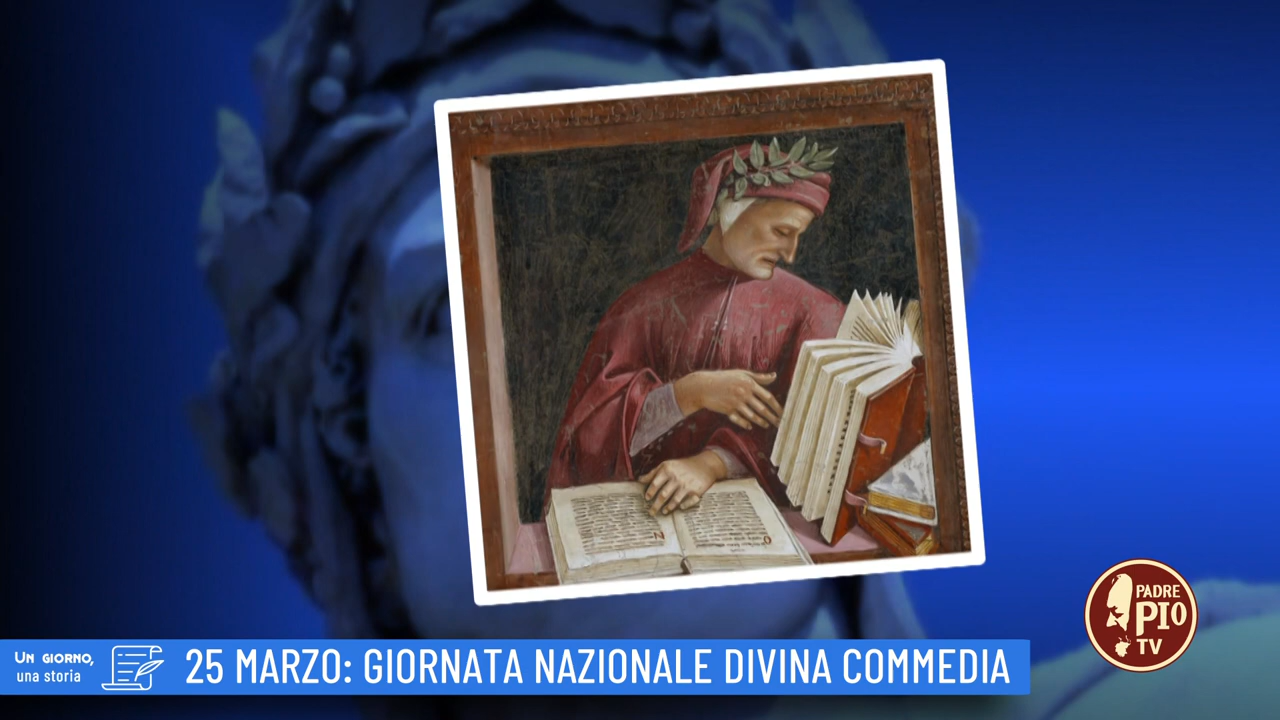 UN GIORNO,
una storia
25 MARZO: GIORNATA NAZIONALE DIVINA COMMEDIA
PADRE
PIO
TV
N
O